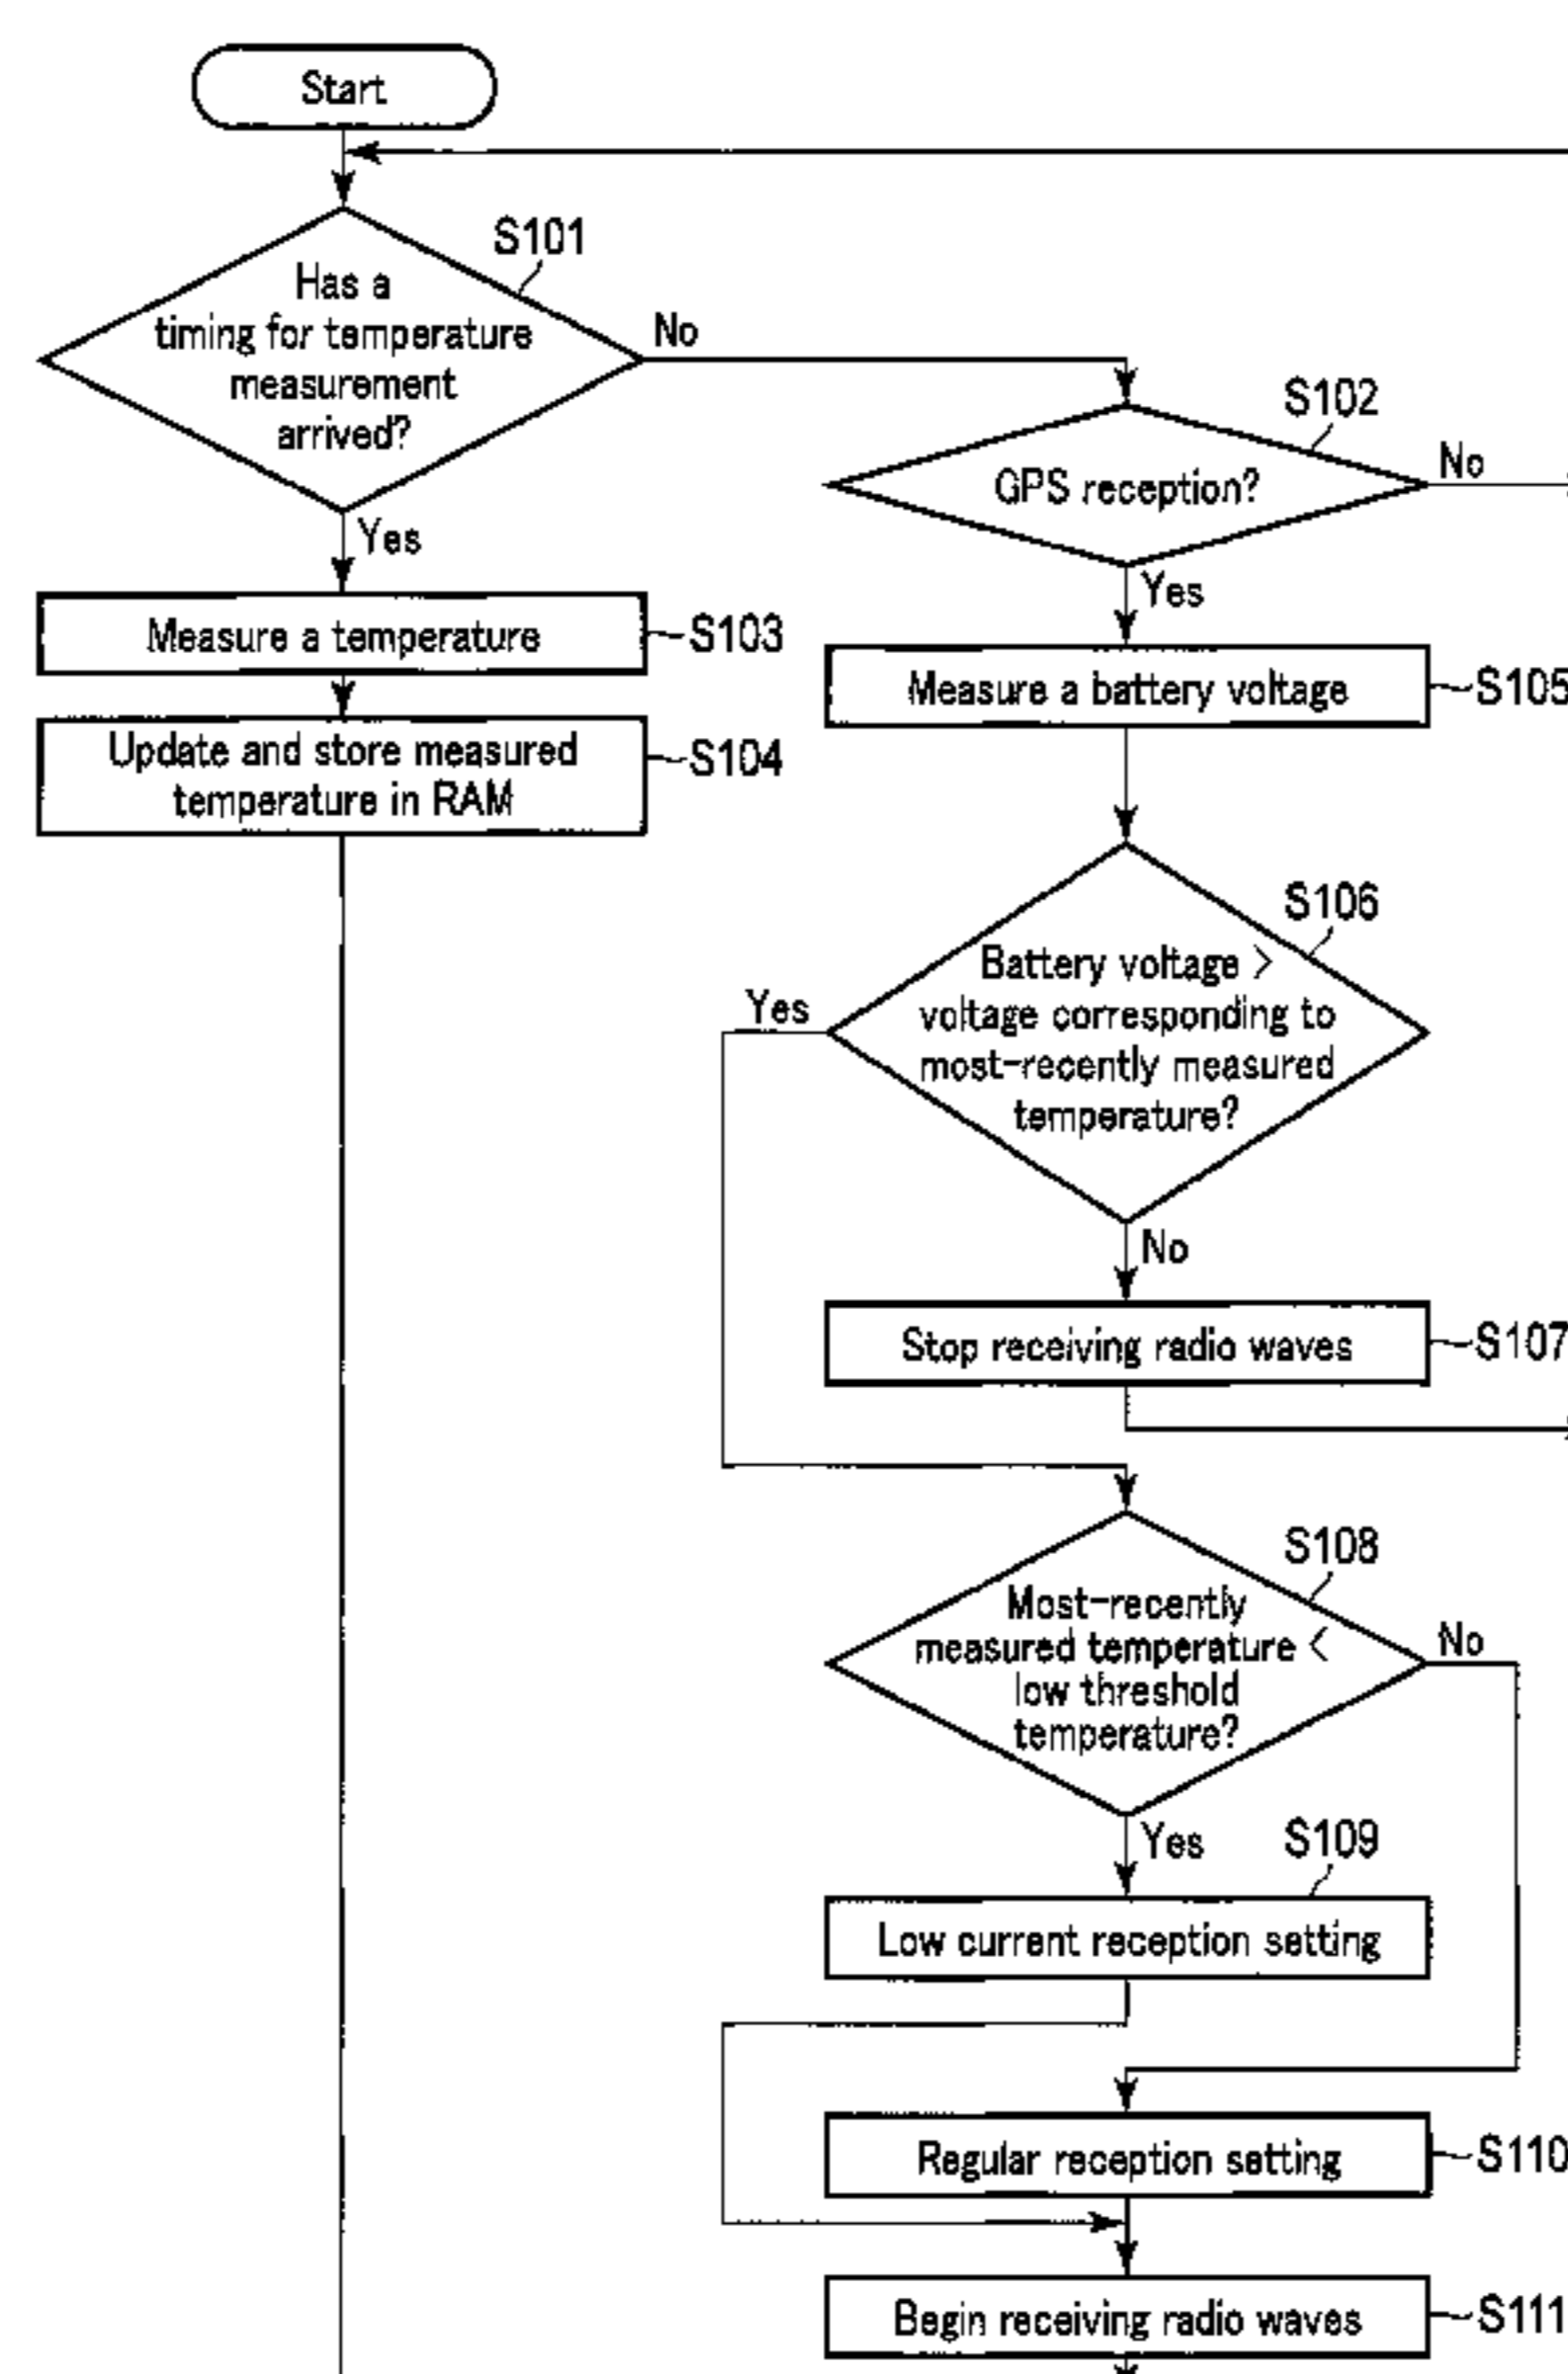 Start
S101
Has a
timing for temperature
measurement
arrived?
No
Yes
S102
GPS reception?
No
Yes
Measure a temperature
S103
Update and store measured
temperature in RAM
S104
Measure a battery voltage
S105
S106
Battery voltage >
voltage corresponding to
most-recently measured
temperature?
Yes
No
Stop receiving radio waves
S107
S108
Most-recently
measured temperature <
low threshold
temperature?
No
Yes
S109
Low current reception setting
Regular reception setting
S110
Begin receiving radio waves
S111